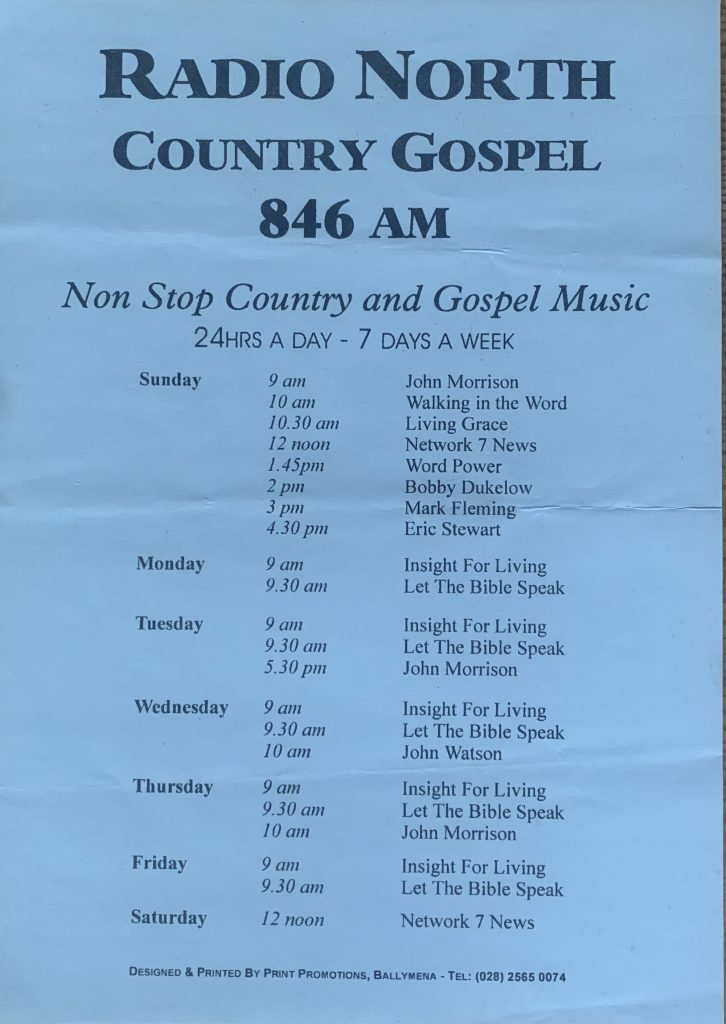 RADIO NORTH
COUNTRY GOSPEL
846 AM
Non Stop Country and Gospel Music
24HRS A DAY - 7 DAYS A WEEK
Sunday 9 am John Morrison
10 am Walking in the Word
10.30 am Living Grace
12 noon Network 7 News
1.45pm Word Power
2 pm Bobby Dukelow
3 pm Mark Fleming
4.30 pm Eric Stewart
Monday 9 am Insight For Living
9.30 am Let The Bible Speak
Tuesday 9 am Insight For Living
9.30 am Let The Bible Speak
5.30 pm John Morrison
Wednesday 9 am Insight For Living
9.30 am Let The Bible Speak
10 am John Watson
Thursday 9 am Insight For Living
9.30 am Let The Bible Speak
10 am John Morrison
Friday 9 am Insight For Living
9.30 am Let The Bible Speak
Saturday 12 noon Network 7 News
DESIGNED & PRINTED BY PRINT PROMOTIONS, BALLYMENA - TEL: (028) 2565 0074